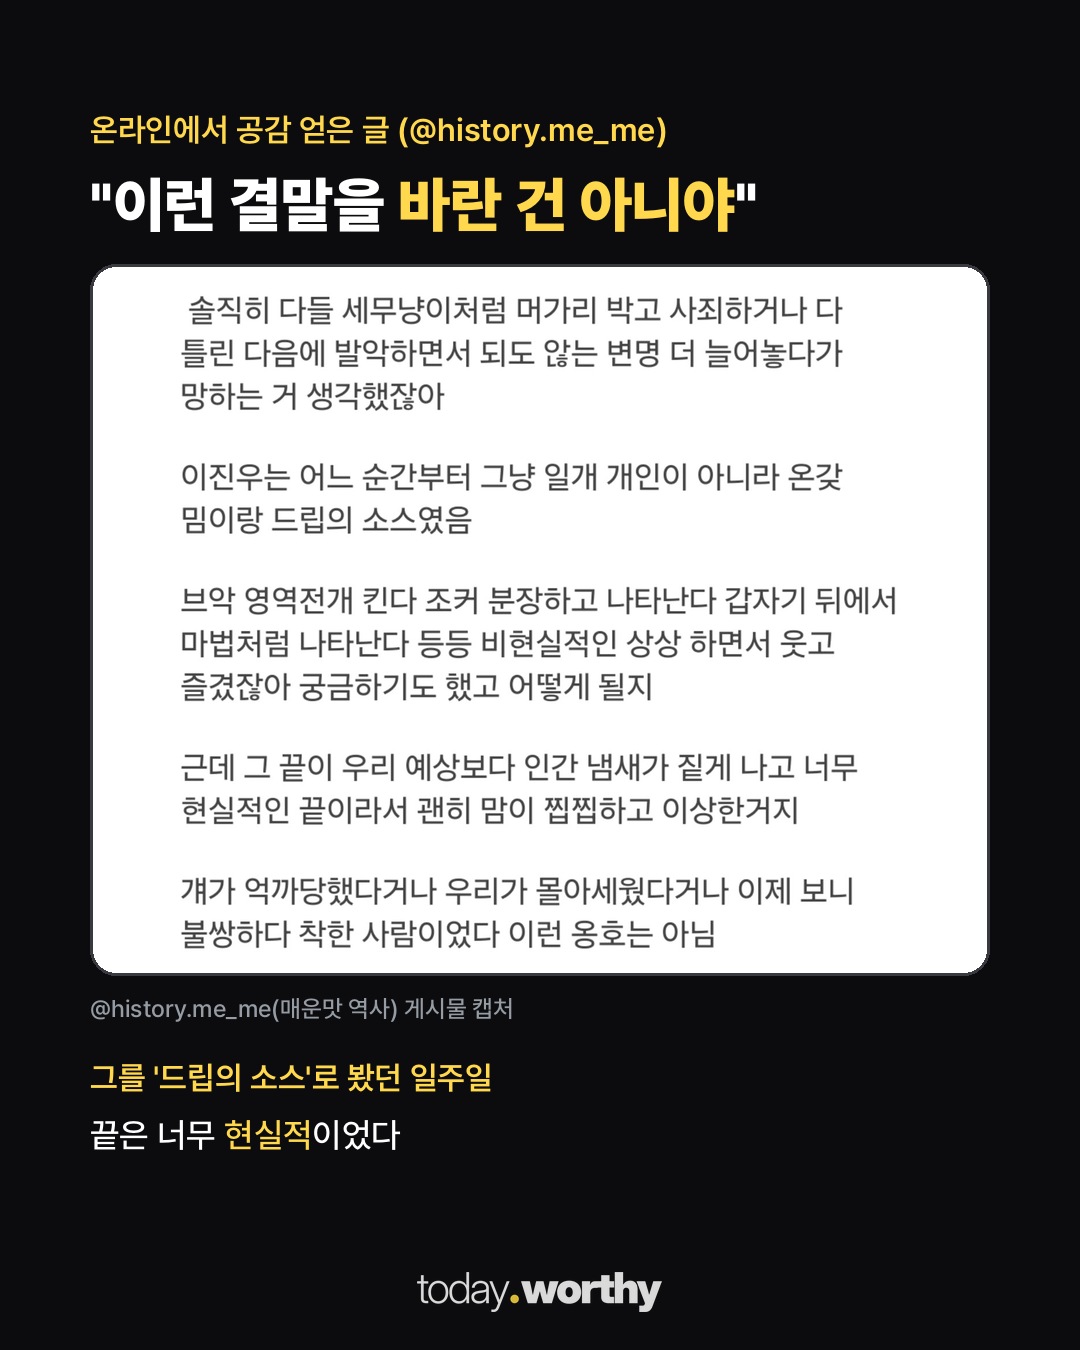 온라인에서 공감 얻은 글 (@history.me_me)
"이런 결말을 바란 건 아니야"
솔직히 다들 세무냥이처럼 머가리 박고 사죄하거나 다
틀린 다음에 발악하면서 되도 않는 변명 더 늘어놓다가
망하는 거 생각했잖아
이진우는 어느 순간부터 그냥 일개 개인이 아니라 온갖
밈이랑 드립의 소스였음
브악 영역전개 킨다 조커 분장하고 나타난다 갑자기 뒤에서
마법처럼 나타난다 등등 비현실적인 상상 하면서 웃고
즐겼잖아 궁금하기도 했고 어떻게 될지
근데 그 끝이 우리 예상보다 인간 냄새가 짙게 나고 너무
현실적인 끝이라서 괜히 맘이 찝찝하고 이상한거지
걔가 억까당했다거나 우리가 몰아세웠다거나 이제 보니
불쌍하다 착한 사람이었다 이런 옹호는 아님
@history.me_me(매운맛 역사) 게시물 캡처
그를 '드립의 소스'로 봤던 일주일
끝은 너무 현실적이었다
today.worthy